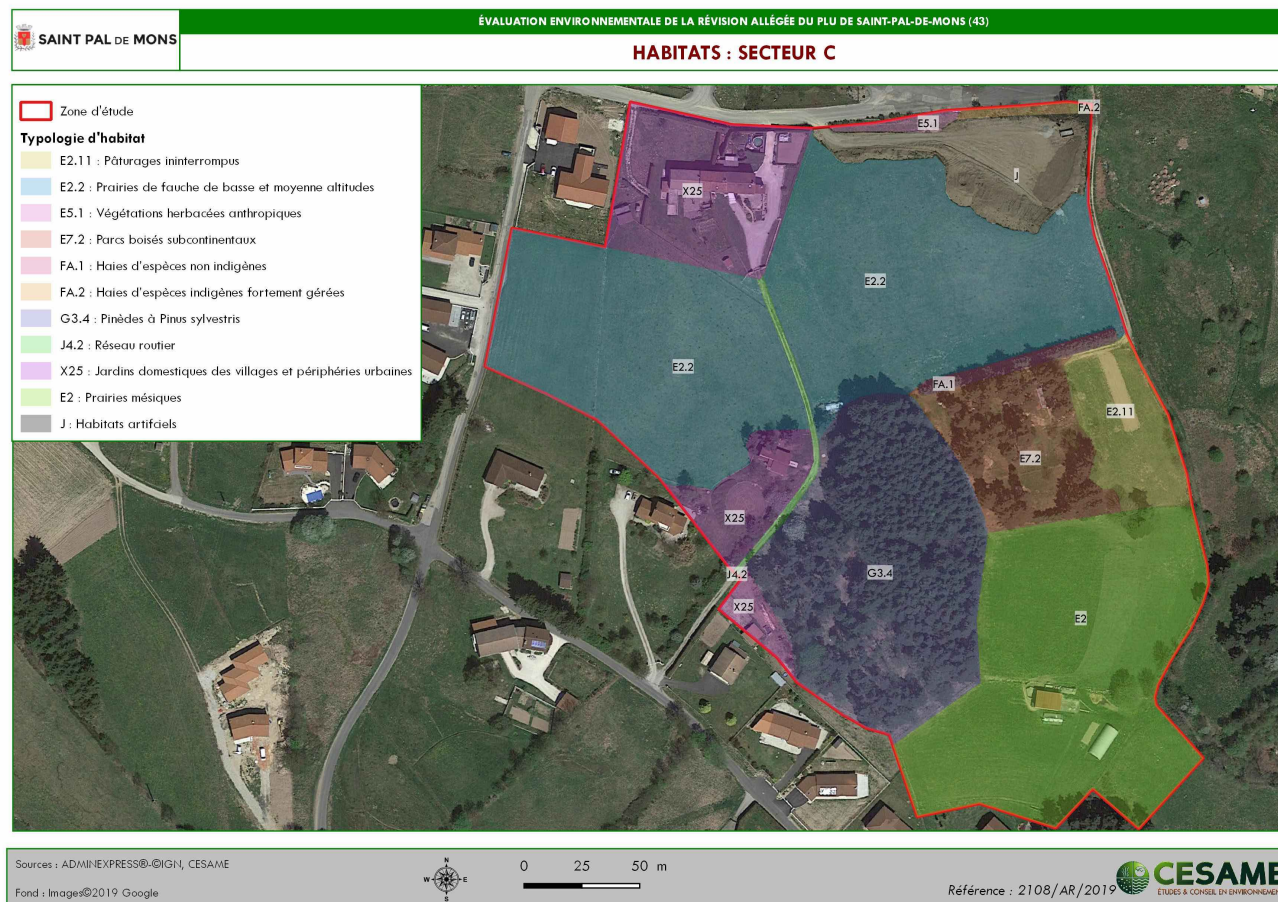 SAINT PAL DE MONS
ÉVALUATION ENVIRONNEMENTALE DE LA RÉVISION ALLÉGÉE DU PLU DE SAINT-PAL-DE-MONS (43)
HABITATS : SECTEUR C
Zone d'étude
Typologie d'habitat
E2.11 : Pâturages ininterrompus
E2.2 : Prairies de fauche de basse et moyenne altitudes
E5.1 : Végétations herbacées anthropiques
E7.2 : Parcs boisés subcontinentaux
FA.1 : Haies d'espèces non indigènes
FA.2 : Haies d'espèces indigènes fortement gérées
G3.4 : Pinèdes à Pinus sylvestris
J4.2 : Réseau routier
X25 : Jardins domestiques des villages et périphéries urbaines
E2 : Prairies mésiques
J : Habitats artifciels
FA.2
E5.1
J
X25
E2.2
E2.2
FA.1
E2.11
E7.2
X25
J4.2
G3.4
X25
E2
Sources : ADMINEXPRESS®-©IGN, CESAME
Fond : Images©2019 Google
N
W E
S
0 25 50 m
Référence : 2108/AR/2019
CESAME
ÉTUDES & CONSEIL EN ENVIRONNEMENT